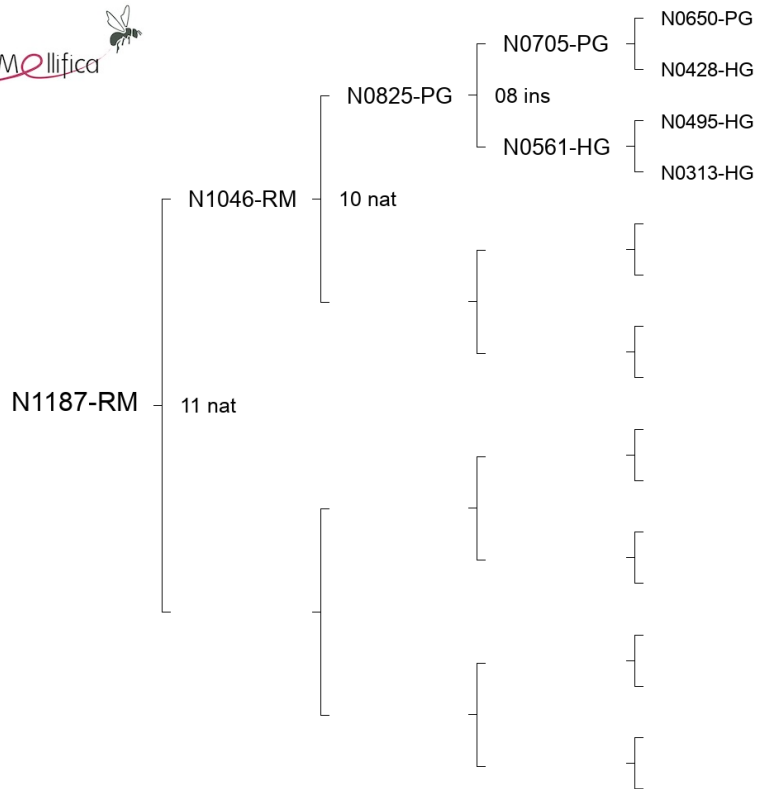 Mellifica
N0650-PG
N0705-PG
N0428-HG
N0825-PG
08 ins
N0495-HG
N0561-HG
N0313-HG
N1046-RM
10 nat
N1187-RM
11 nat